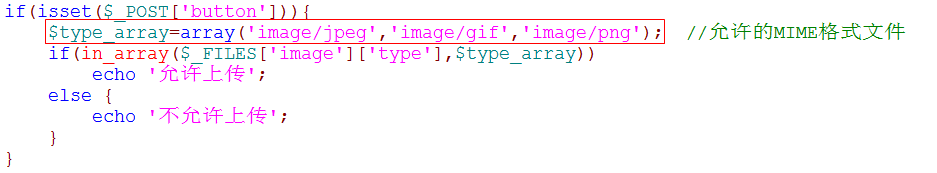 if(isset($_POST['button'])){
    $type_array=array('image/jpeg','image/gif','image/png');  //允许的MIME格式文件
    if(in_array($_FILES['image']['type'],$type_array))
        echo '允许上传';
    else {
        echo '不允许上传';
    }
}